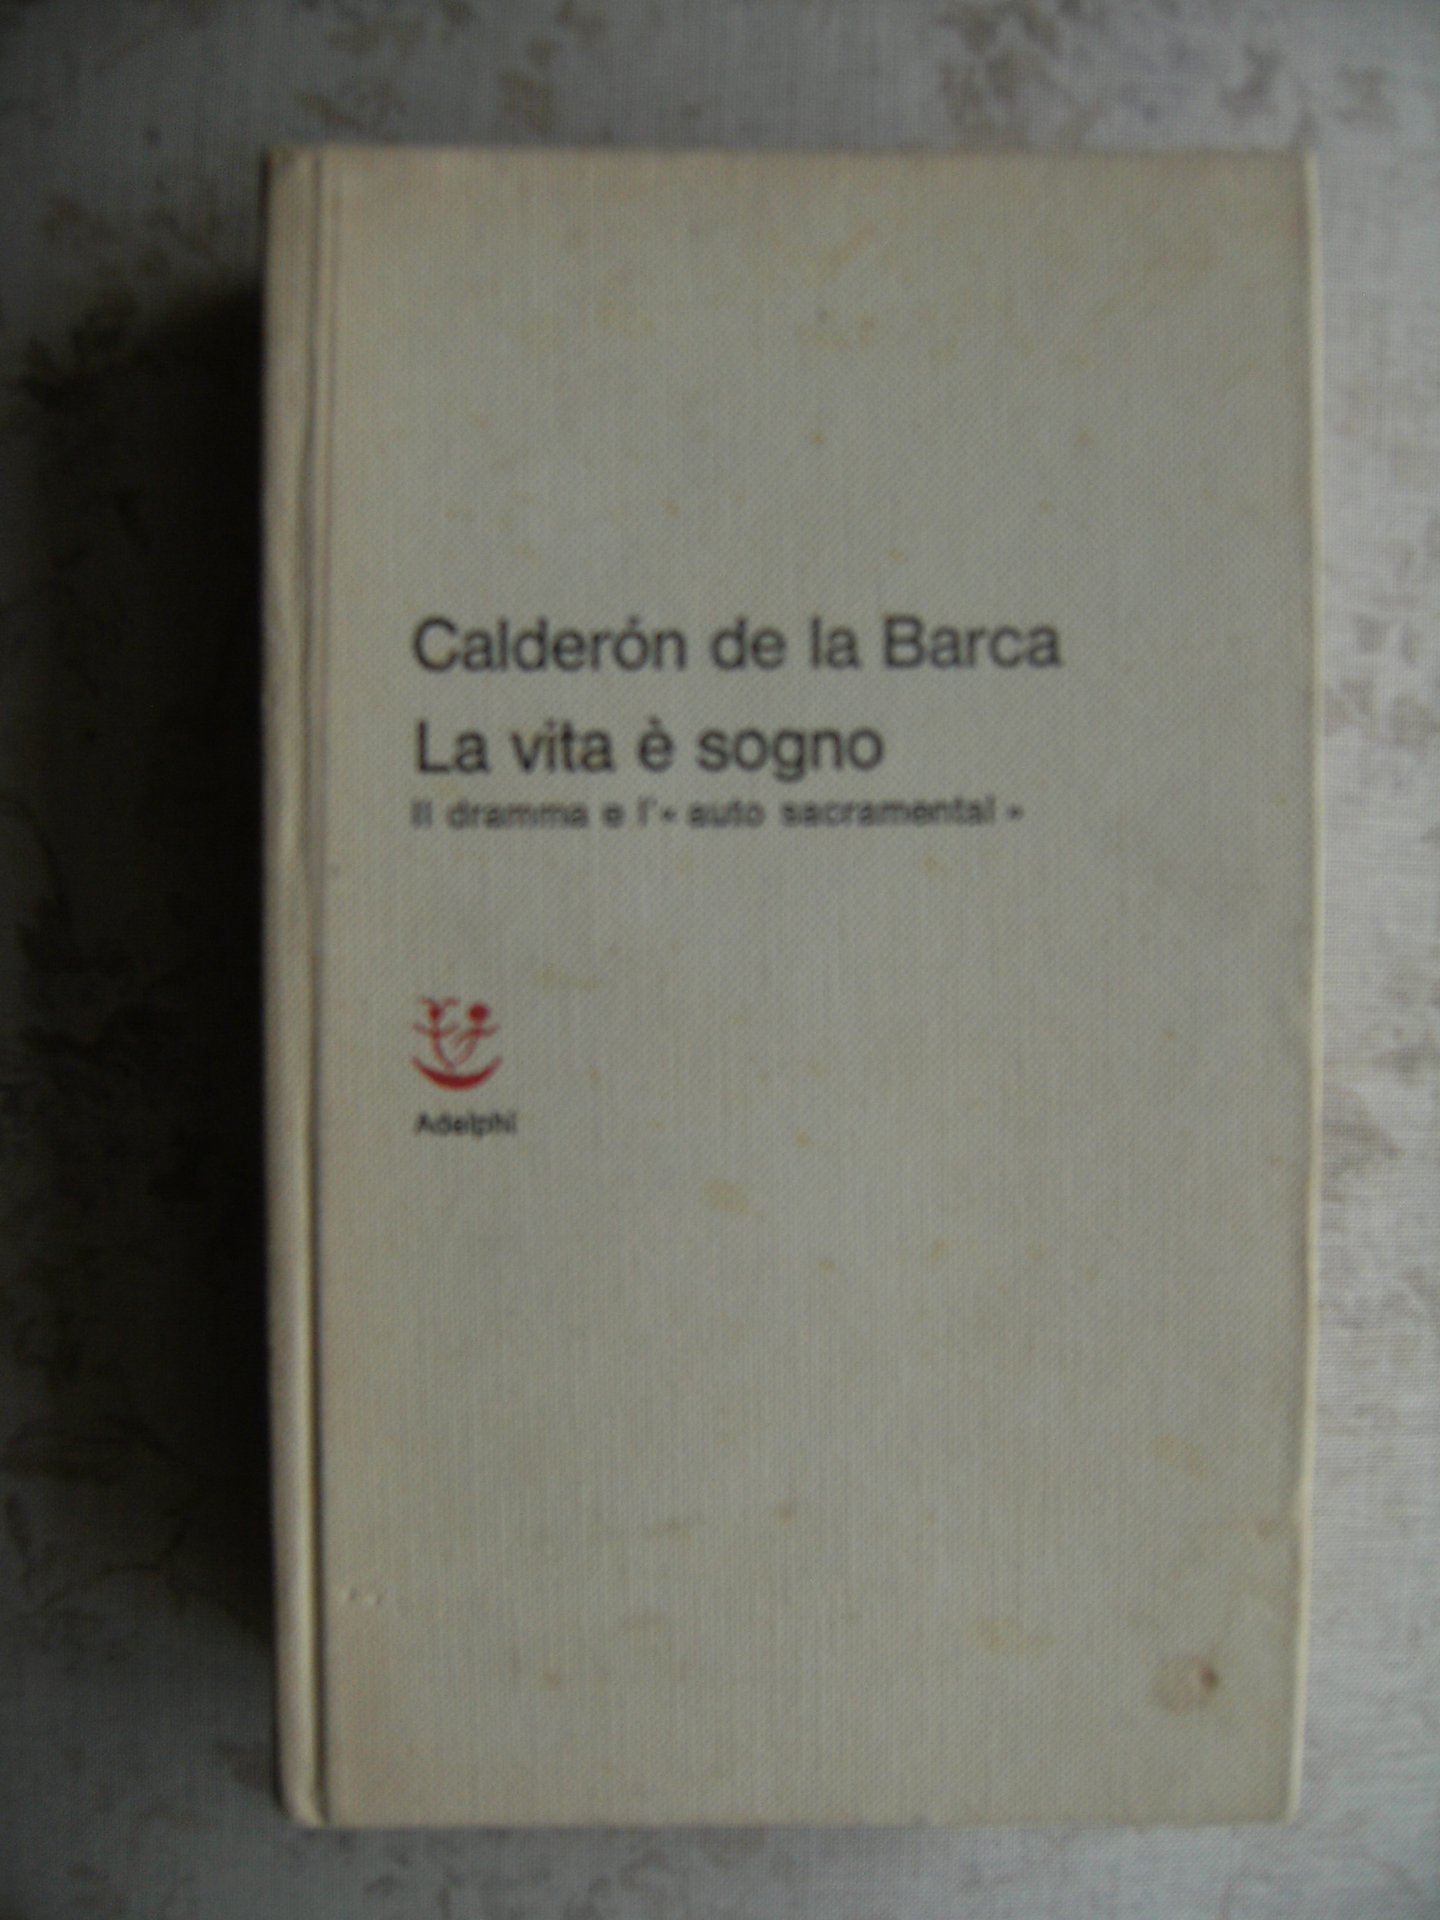 Calderón de la Barca
La vita è sogno
Il dramma e l'« auto sacramental »
Adelphi